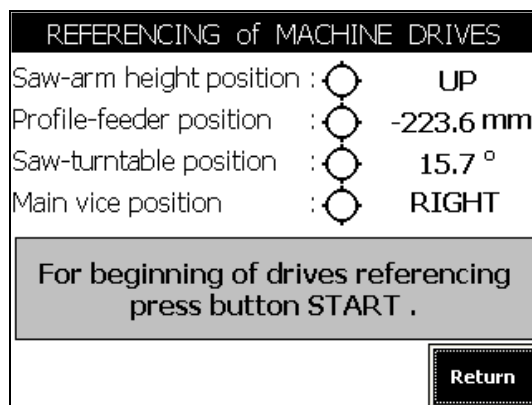 REFERENCING of MACHINE DRIVES
Saw-arm height position : UP
Profile-feeder position : -223.6 mm
Saw-turntable position : 15.7 °
Main vice position : RIGHT
For beginning of drives referencing
press button START .
Return